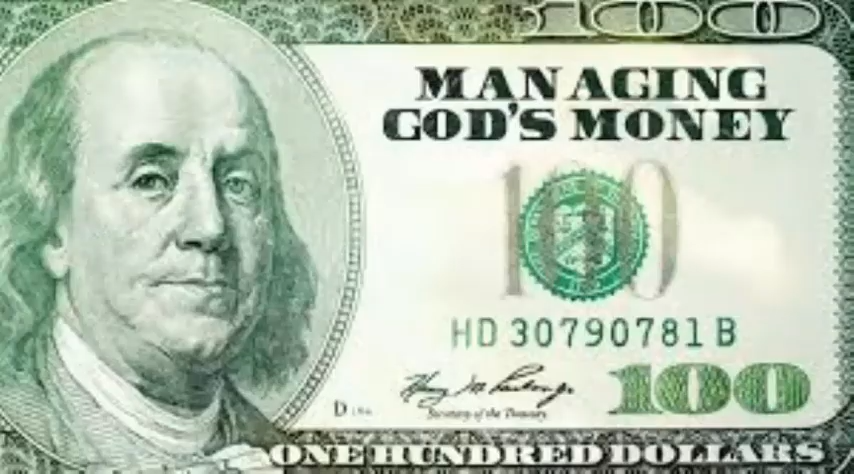 100
MANAGING
GOD'S MONEY
100
HD 30790781 B
Secretary of the Treasury.
D
100
ONE HUNDRED DOLLARS